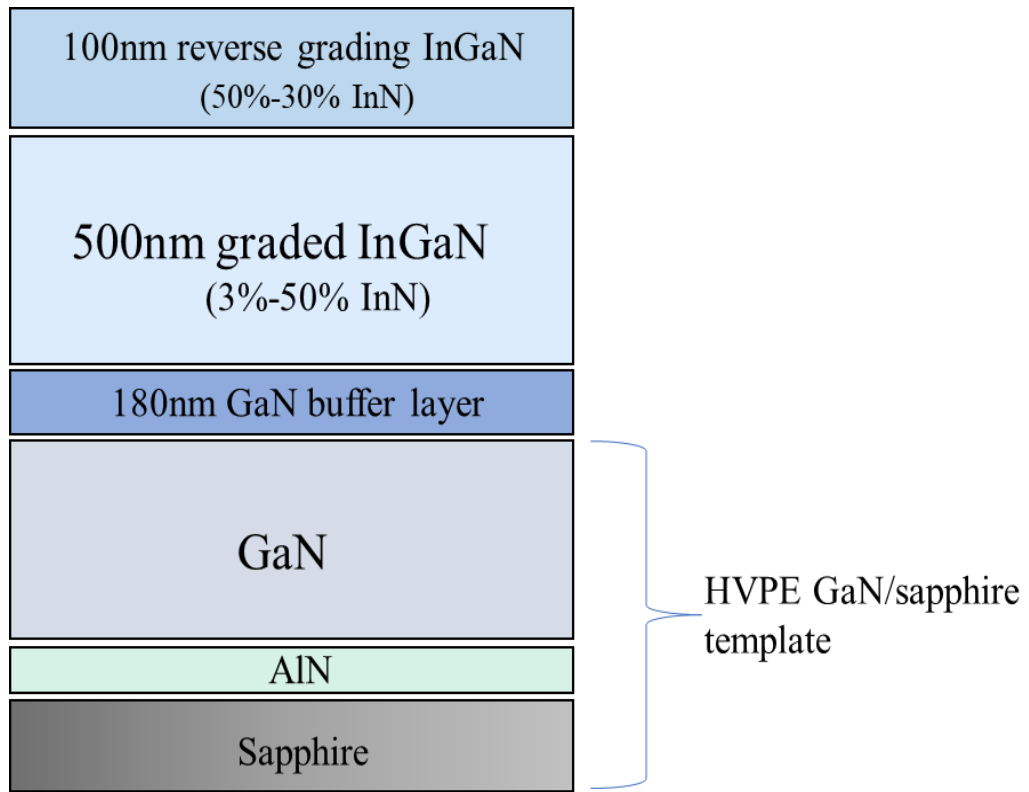 100nm reverse grading InGaN
(50%-30% InN)
500nm graded InGaN
(3%-50% InN)
180nm GaN buffer layer
GaN
HVPE GaN/sapphire
template
AlN
Sapphire